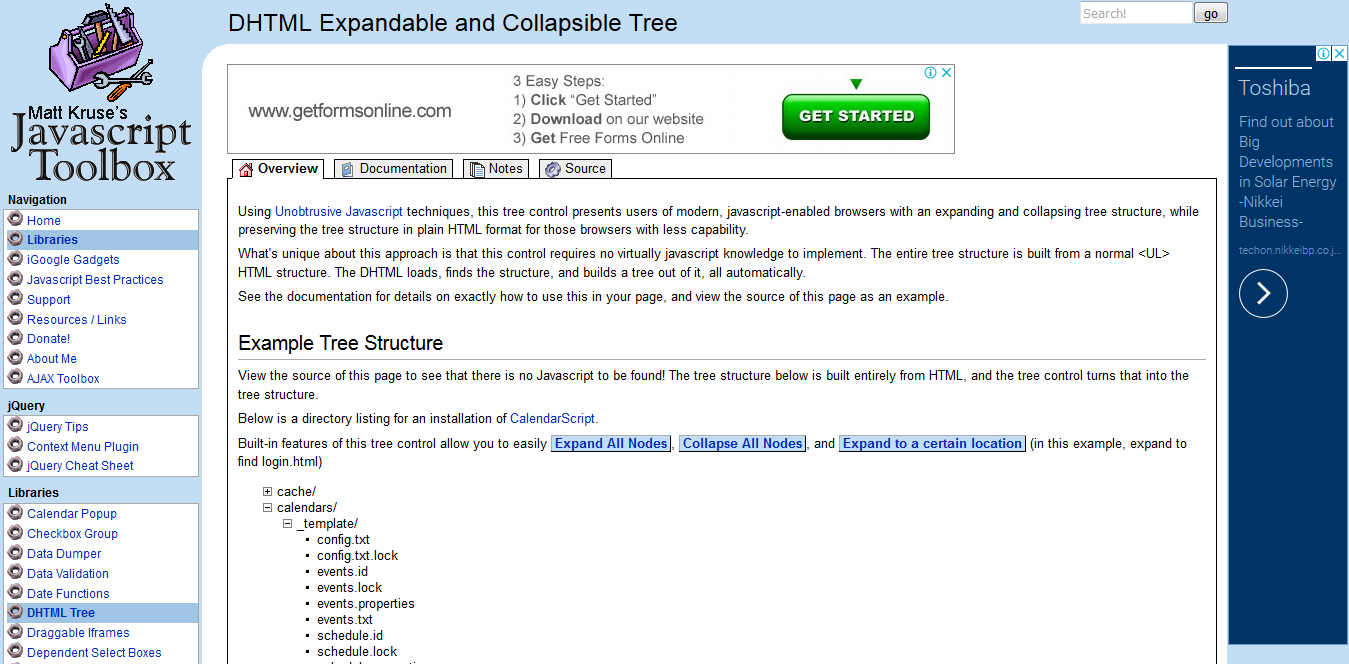 DHTML Expandable and Collapsible Tree
Search!
go
Matt Kruse's
Javascript
Toolbox
Navigation
Home
Libraries
iGoogle Gadgets
Javascript Best Practices
Support
Resources / Links
Donate!
About Me
AJAX Toolbox
jQuery
jQuery Tips
Context Menu Plugin
jQuery Cheat Sheet
Libraries
Calendar Popup
Checkbox Group
Data Dumper
Data Validation
Date Functions
DHTML Tree
Draggable Iframes
Dependent Select Boxes
www.getformsonline.com
3 Easy Steps:
1) Click “Get Started”
2) Download on our website
3) Get Free Forms Online
GET STARTED
Overview
Documentation
Notes
Source
Using Unobtrusive Javascript techniques, this tree control presents users of modern, javascript-enabled browsers with an expanding and collapsing tree structure, while
preserving the tree structure in plain HTML format for those browsers with less capability.
What's unique about this approach is that this control requires no virtually javascript knowledge to implement. The entire tree structure is built from a normal <UL>
HTML structure. The DHTML loads, finds the structure, and builds a tree out of it, all automatically.
See the documentation for details on exactly how to use this in your page, and view the source of this page as an example.
Example Tree Structure
View the source of this page to see that there is no Javascript to be found! The tree structure below is built entirely from HTML, and the tree control turns that into the
tree structure.
Below is a directory listing for an installation of CalendarScript.
Built-in features of this tree control allow you to easily Expand All Nodes, Collapse All Nodes, and Expand to a certain location (in this example, expand to
find login.html)
cache/
calendars/
_template/
config.txt
config.txt.lock
events.id
events.lock
events.properties
events.txt
schedule.id
schedule.lock
Toshiba
Find out about
Big
Developments
in Solar Energy
-Nikkei
Business-
techon.nikkeibp.co.j...